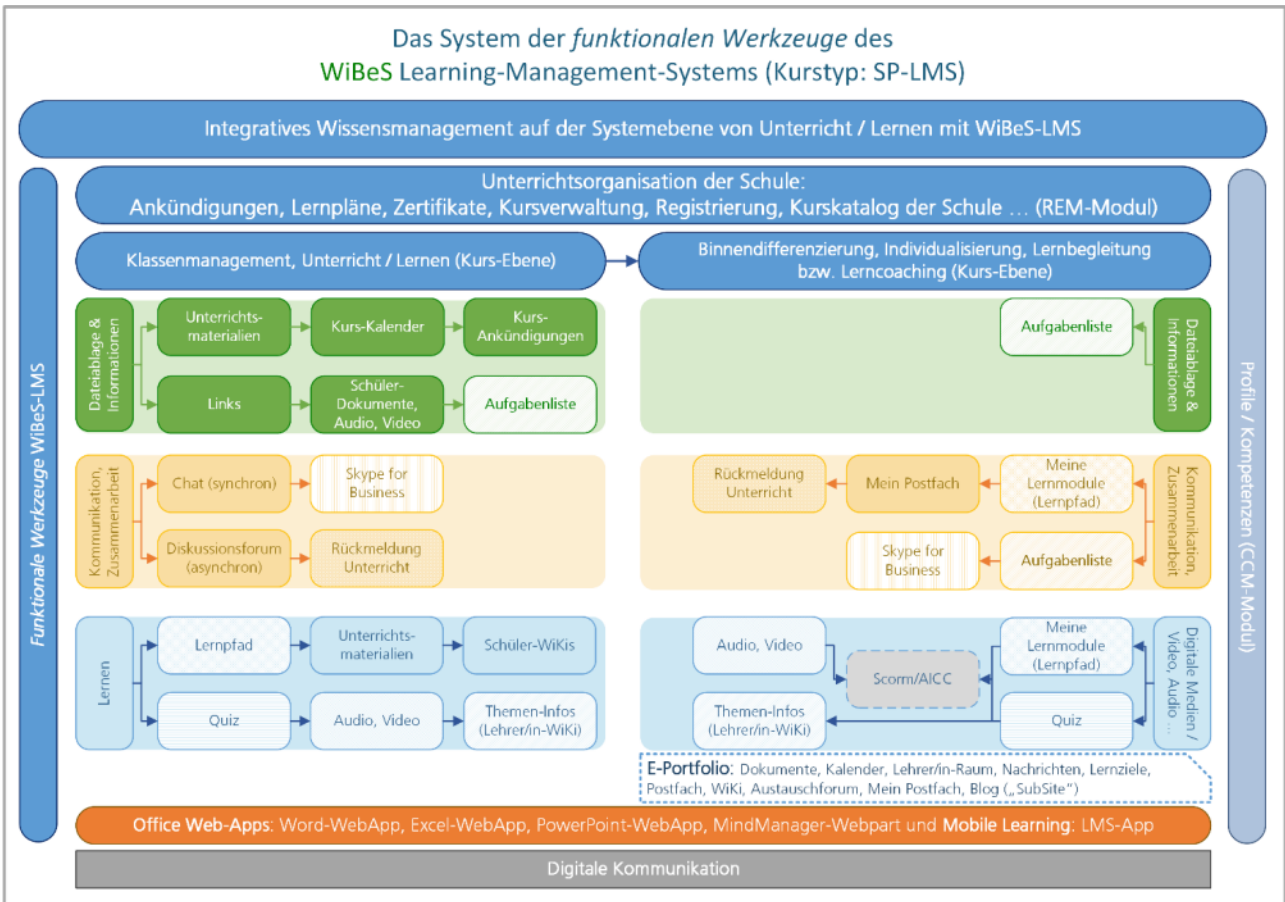 Das System der funktionalen Werkzeuge des
WiBeS Learning-Management-Systems (Kurstyp: SP-LMS)
Integratives Wissensmanagement auf der Systemebene von Unterricht / Lernen mit WiBeS-LMS
Funktionale Werkzeuge WiBeS-LMS
Unterrichtsorganisation der Schule:
Ankündigungen, Lernpläne, Zertifikate, Kursverwaltung, Registrierung, Kurskatalog der Schule ... (REM-Modul)
Klassenmanagement, Unterricht / Lernen (Kurs-Ebene)
Binnendifferenzierung, Individualisierung, Lernbegleitung
bzw. Lerncoaching (Kurs-Ebene)
Dateiablage &
Informationen
Unterrichts-
materialien
Kurs-Kalender
Kurs-
Ankündigungen
Links
Schüler-
Dokumente,
Audio, Video
Aufgabenliste
Aufgabenliste
Dateiablage &
Informationen
Kommunikation,
Zusammenarbeit
Chat (synchron)
Skype for
Business
Diskussionsforum
(asynchron)
Rückmeldung
Unterricht
Rückmeldung
Unterricht
Mein Postfach
Meine
Lernmodule
(Lernpfad)
Skype for
Business
Aufgabenliste
Kommunikation,
Zusammenarbeit
Lernen
Lernpfad
Unterrichts-
materialien
Schüler-WiKis
Quiz
Audio, Video
Themen-Infos
(Lehrer/in-WiKi)
Audio, Video
Scorm/AICC
Meine
Lernmodule
(Lernpfad)
Themen-Infos
(Lehrer/in-WiKi)
Quiz
Digitale Medien /
Video, Audio ...
E-Portfolio: Dokumente, Kalender, Lehrer/in-Raum, Nachrichten, Lernziele,
Postfach, WiKi, Austauschforum, Mein Postfach, Blog („SubSite“)
Profile / Kompetenzen (CCM-Modul)
Office Web-Apps: Word-WebApp, Excel-WebApp, PowerPoint-WebApp, MindManager-Webpart und Mobile Learning: LMS-App
Digitale Kommunikation